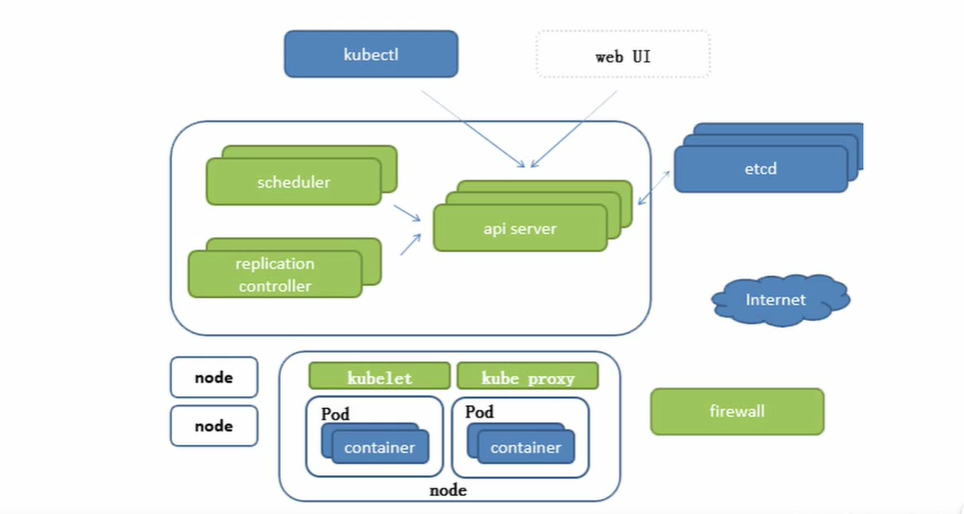 kubectl
web UI
scheduler
etcd
api server
replication
controller
Internet
node
node
kubelet
kube proxy
Pod
container
Pod
container
node
firewall